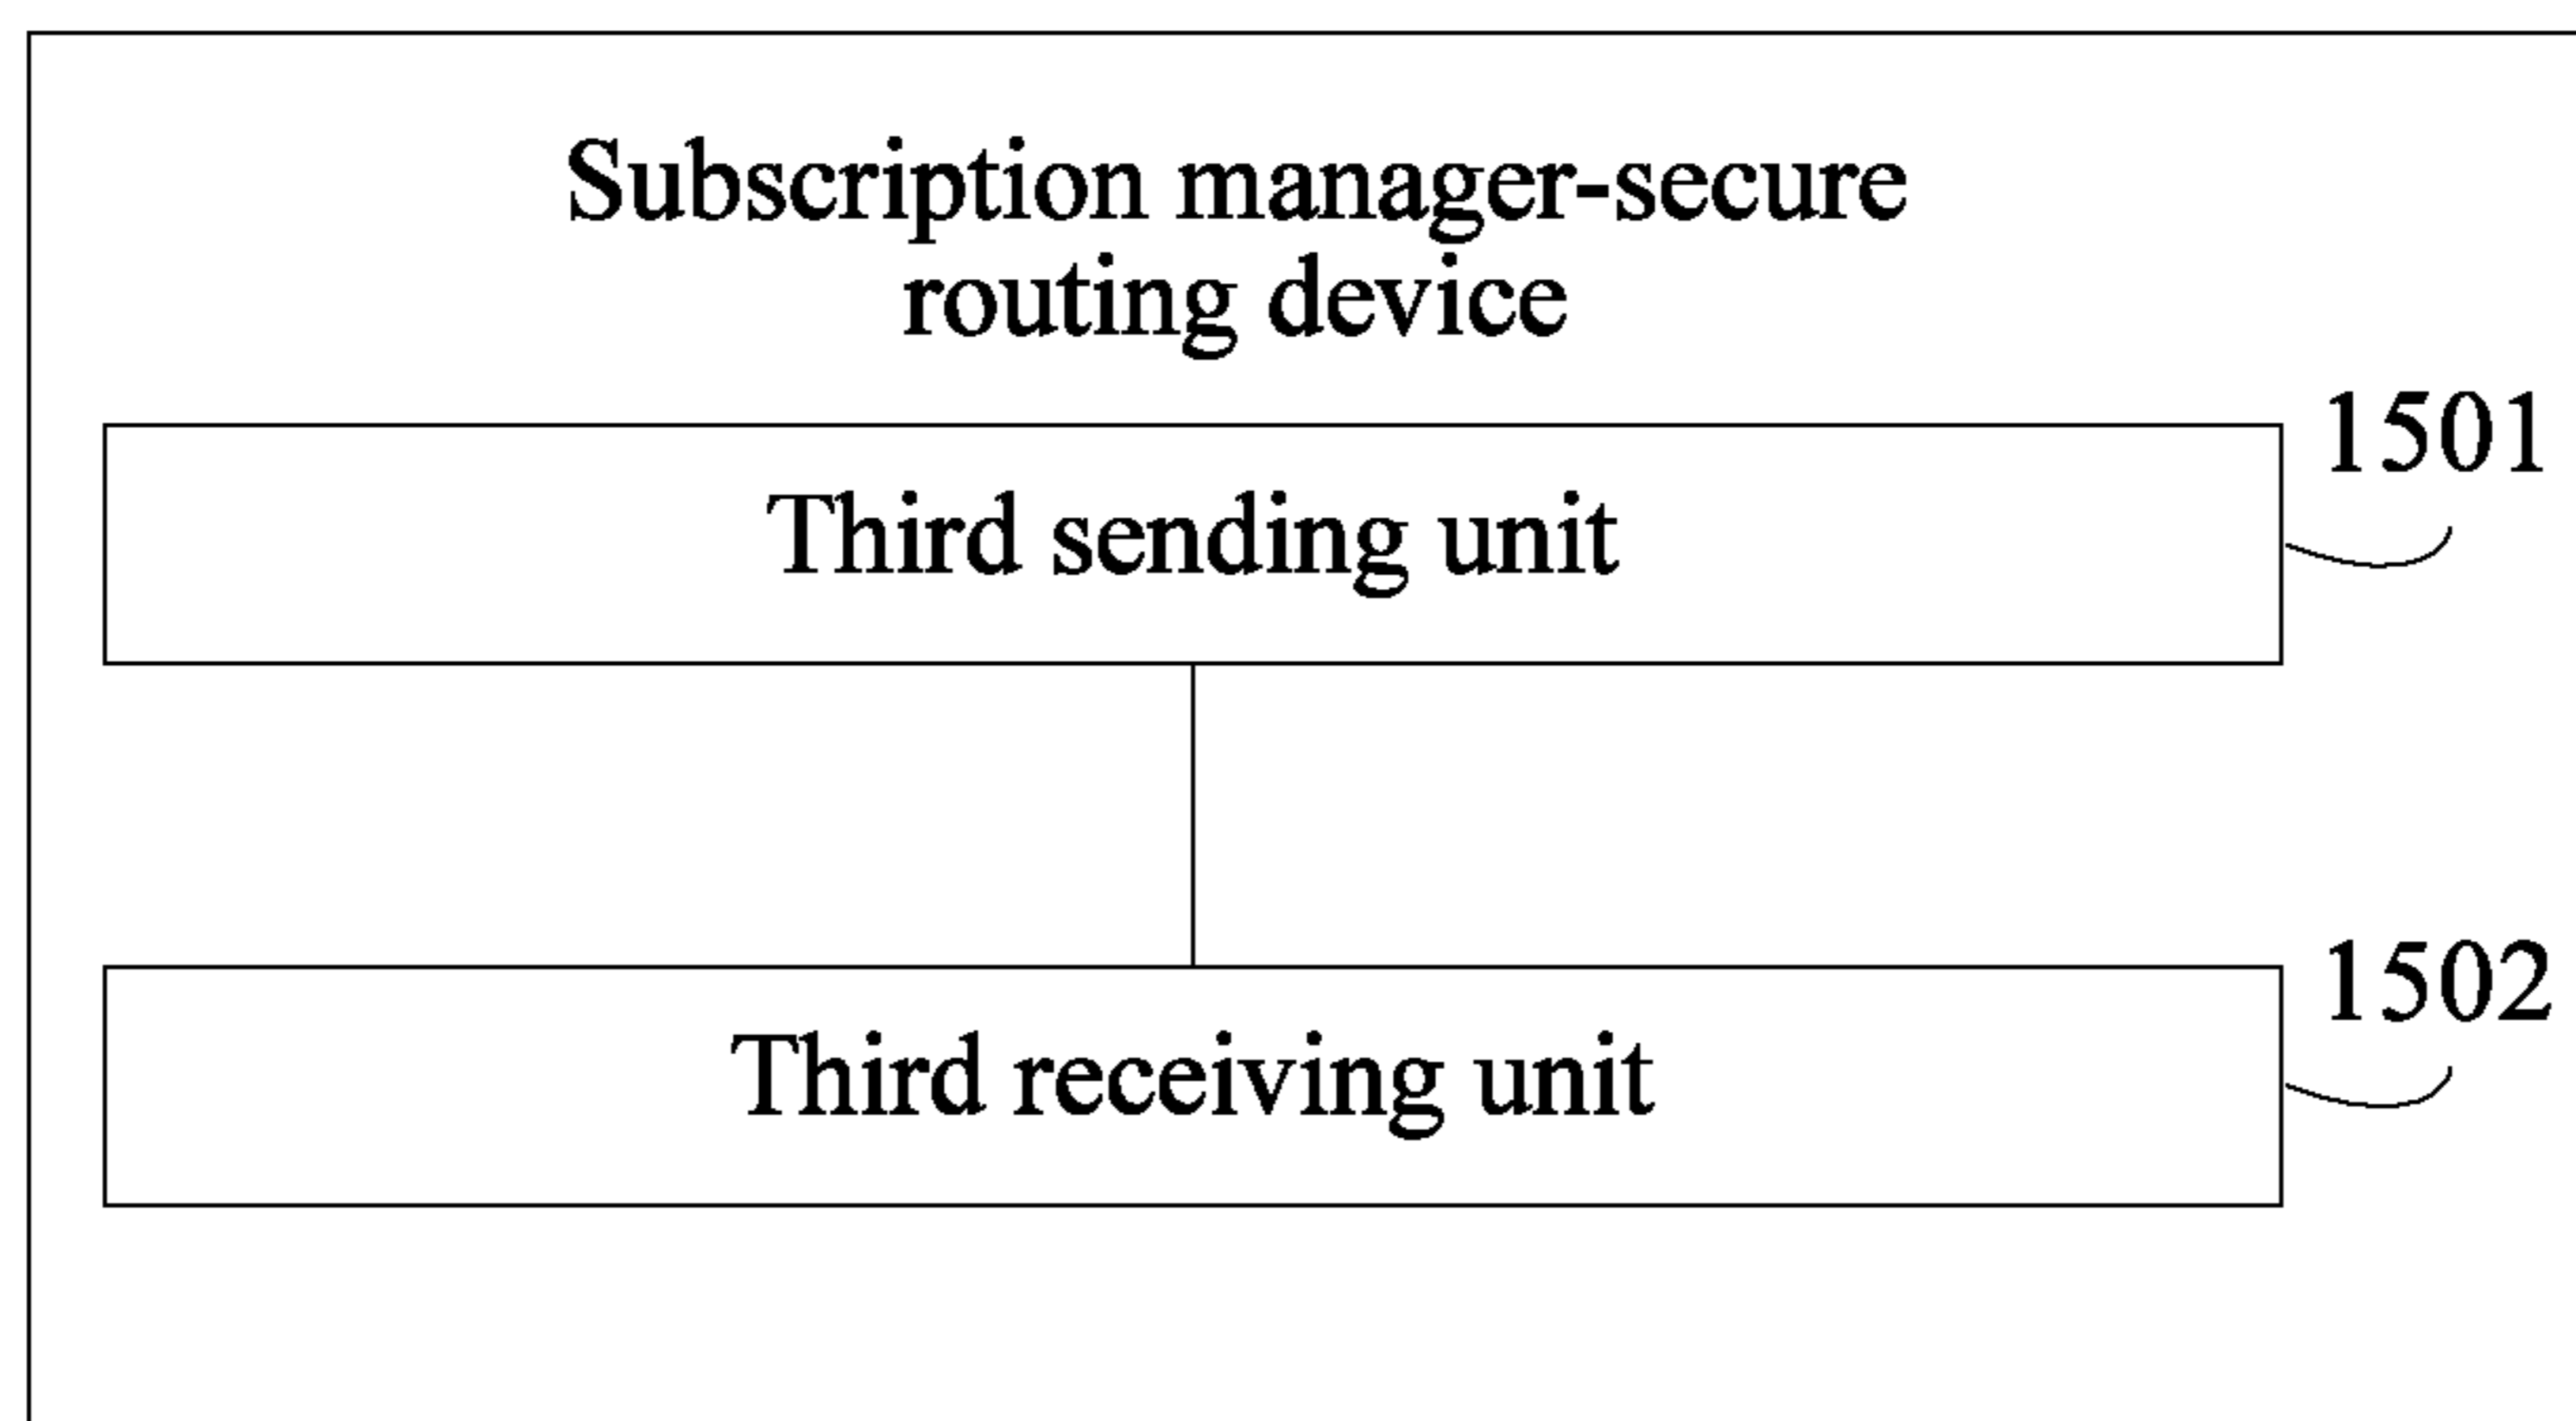 Subscription manager-secure
routing device
1501
Third sending unit
1502
Third receiving unit